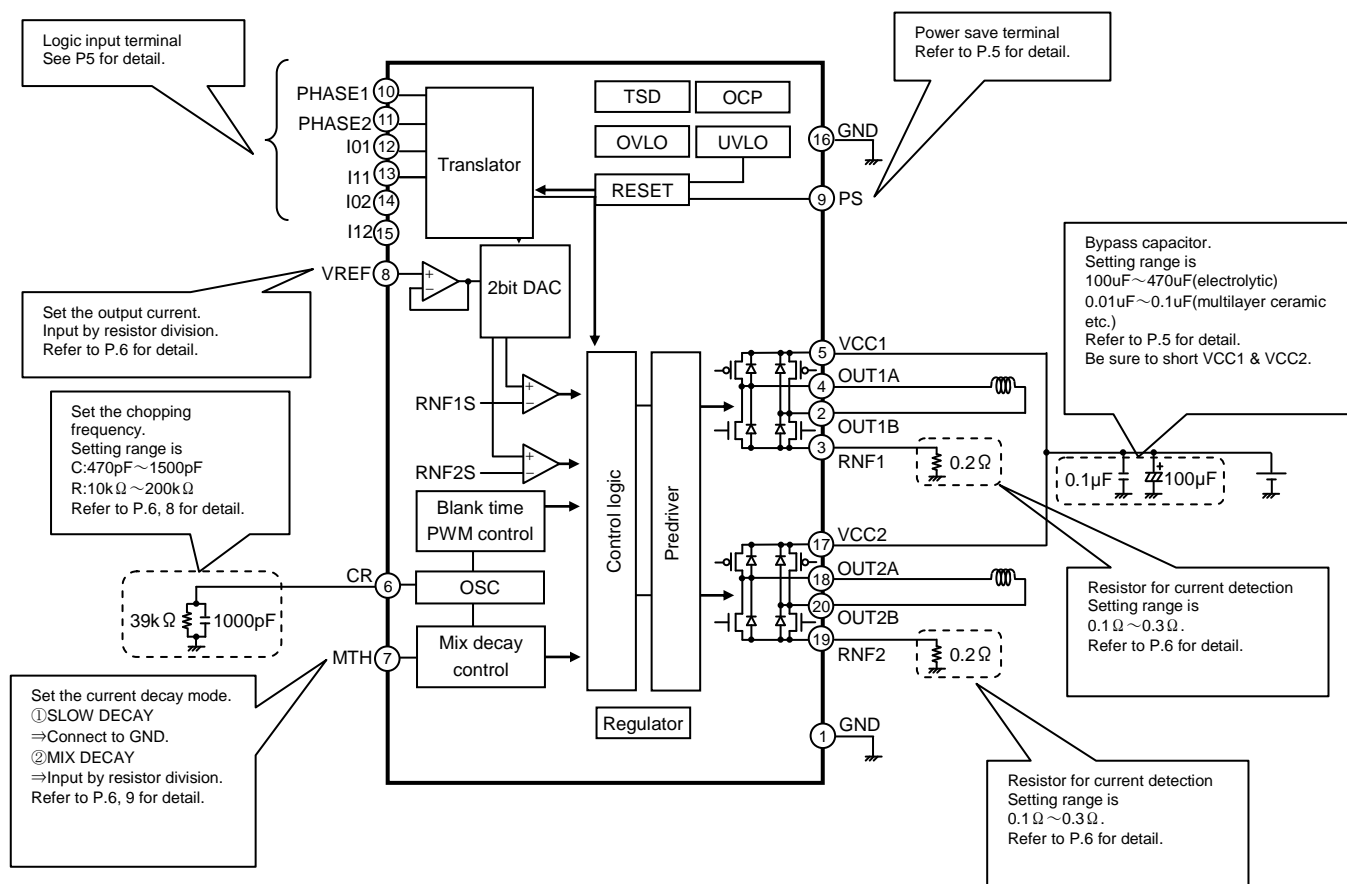 Logic input terminal
See P5 for detail.
Power save terminal
Refer to P.5 for detail.
PHASE1 10
PHASE2 11
I01 12
I11 13
I02 14
I12 15
VREF 8
Translator
TSD
OCP
OVLO
UVLO
RESET
16 GND
9 PS
2bit DAC
+
−
Set the output current.
Input by resistor division.
Refer to P.6 for detail.
Bypass capacitor.
Setting range is
100uF～470uF(electrolytic)
0.01uF～0.1uF(multilayer ceramic
etc.)
Refer to P.5 for detail.
Be sure to short VCC1 & VCC2.
Set the chopping
frequency.
Setting range is
C:470pF～1500pF
R:10kΩ～200kΩ
Refer to P.6, 8 for detail.
RNF1S
+
−
RNF2S
+
−
Blank time
PWM control
OSC
Mix decay
control
Control logic
Predriver
Regulator
5 VCC1
4 OUT1A
2
OUT1B
3
RNF1
0.2Ω
0.1μF
+
100μF
17 VCC2
18 OUT2A
20
OUT2B
19
RNF2
0.2Ω
1 GND
CR 6
39kΩ
1000pF
MTH 7
Set the current decay mode.
①SLOW DECAY
⇒Connect to GND.
②MIX DECAY
⇒Input by resistor division.
Refer to P.6, 9 for detail.
Resistor for current detection
Setting range is
0.1Ω～0.3Ω.
Refer to P.6 for detail.
Resistor for current detection
Setting range is
0.1Ω～0.3Ω.
Refer to P.6 for detail.